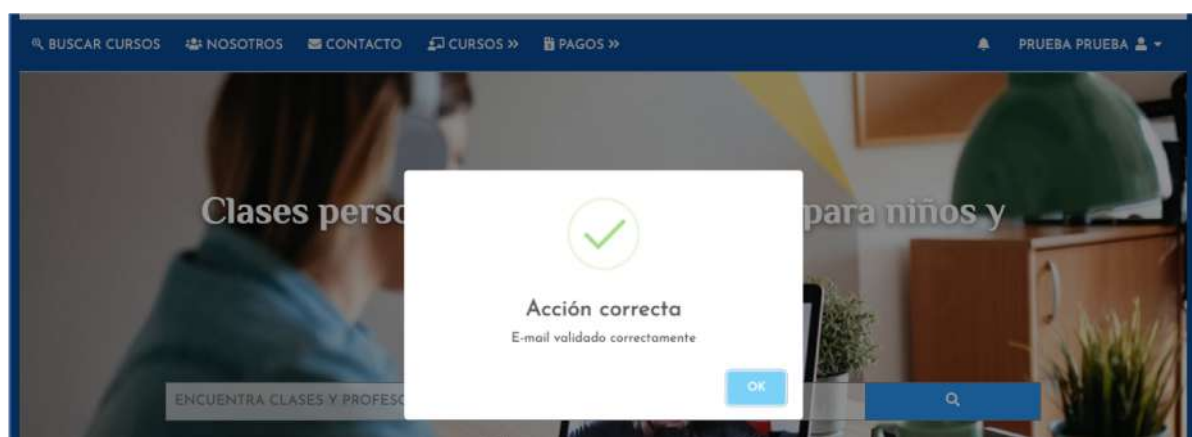 BUSCAR CURSOS NOSOTROS CONTACTO CURSOS » PAGOS » PRUEBA PRUEBA
Clases perso para niños y
Acción correcta
E-mail validado correctamente
OK
ENCUENTRA CLASES Y PROFESO